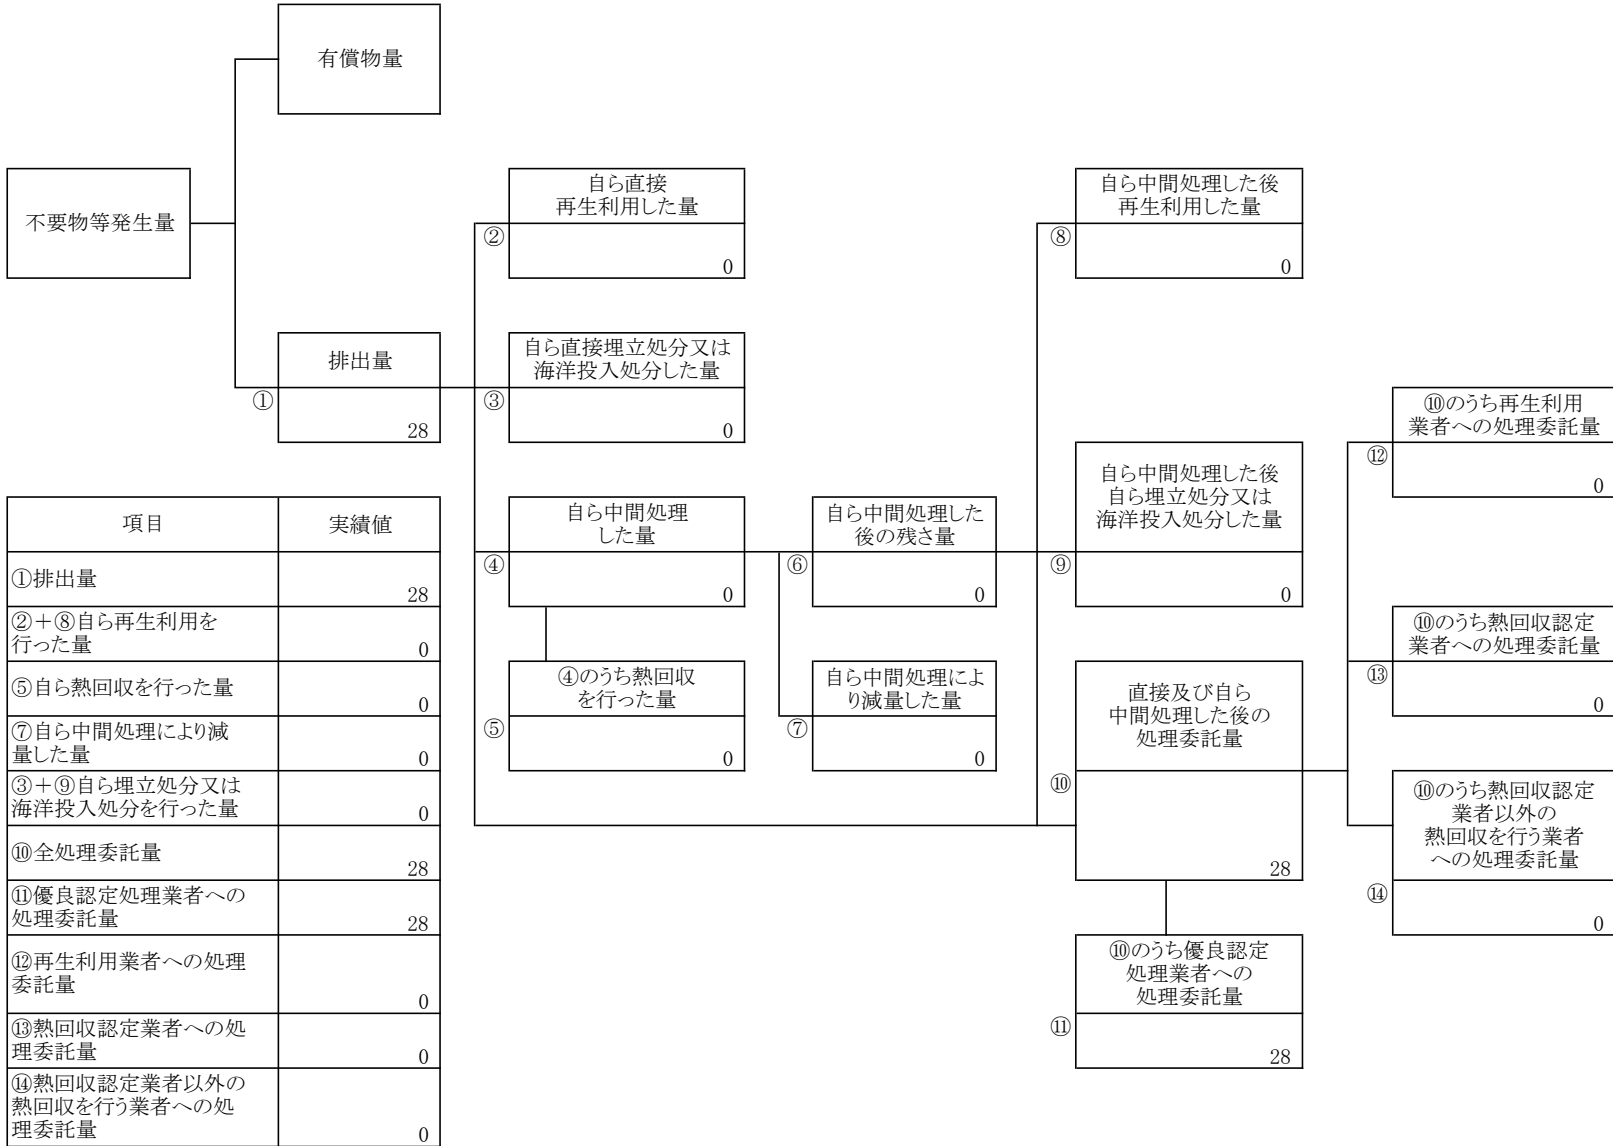 有償物量
不要物等発生量
自ら直接
再生利用した量
②
0
自ら中間処理した後
再生利用した量
⑧
0
排出量
①
28
自ら直接埋立処分又は
海洋投入処分した量
③
0
⑩のうち再生利用
業者への処理委託量
⑫
0
自ら中間処理
した量
④
0
自ら中間処理した
後の残さ量
⑥
0
自ら中間処理した後
自ら埋立処分又は
海洋投入処分した量
⑨
0
⑩のうち熱回収認定
業者への処理委託量
⑬
0
④のうち熱回収
を行った量
⑤
0
自ら中間処理によ
り減量した量
⑦
0
直接及び自ら
中間処理した後の
処理委託量
⑩
28
⑩のうち熱回収認定
業者以外の
熱回収を行う業者
への処理委託量
⑭
0
⑩のうち優良認定
処理業者への
処理委託量
⑪
28
項目 実績値
①排出量
28
②+⑧自ら再生利用を
行った量 0
⑤自ら熱回収を行った量
0
⑦自ら中間処理により減
量した量 0
③+⑨自ら埋立処分又は
海洋投入処分を行った量 0
⑩全処理委託量
28
⑪優良認定処理業者への
処理委託量 28
⑫再生利用業者への処理
委託量
0
⑬熱回収認定業者への処
理委託量 0
⑭熱回収認定業者以外の
熱回収を行う業者への処
理委託量 0